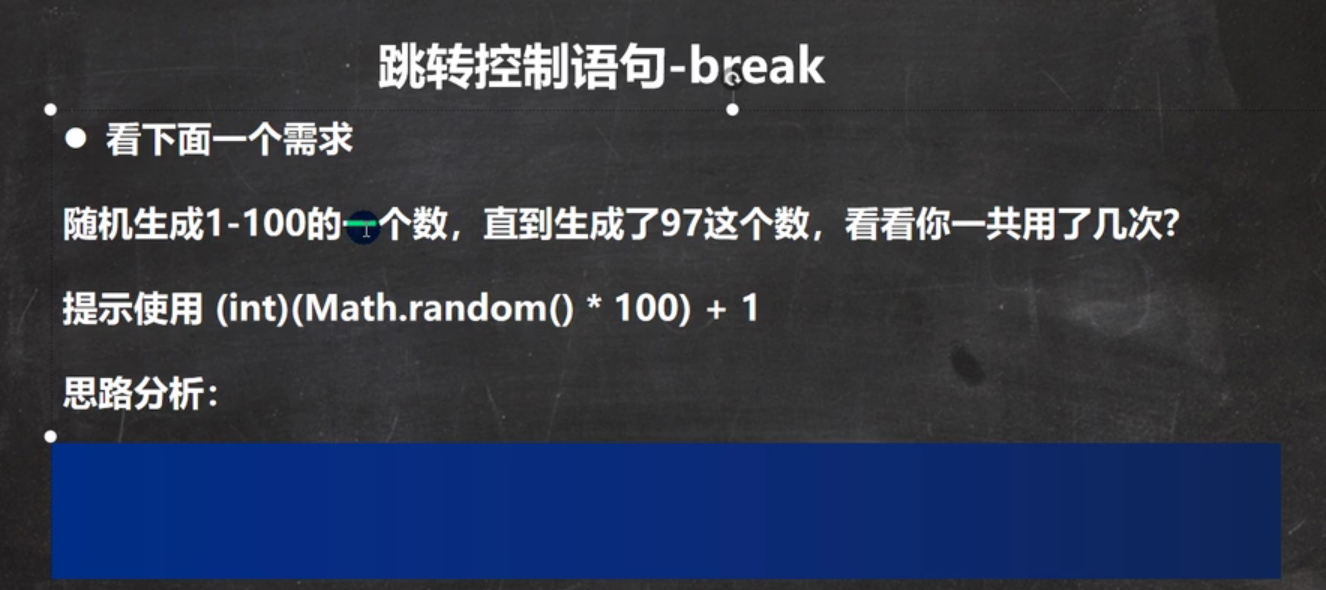 跳转控制语句-break
● 看下面一个需求
随机生成1-100的一个数，直到生成了97这个数，看看你一共用了几次?
提示使用 (int)(Math.random() * 100) + 1
思路分析：